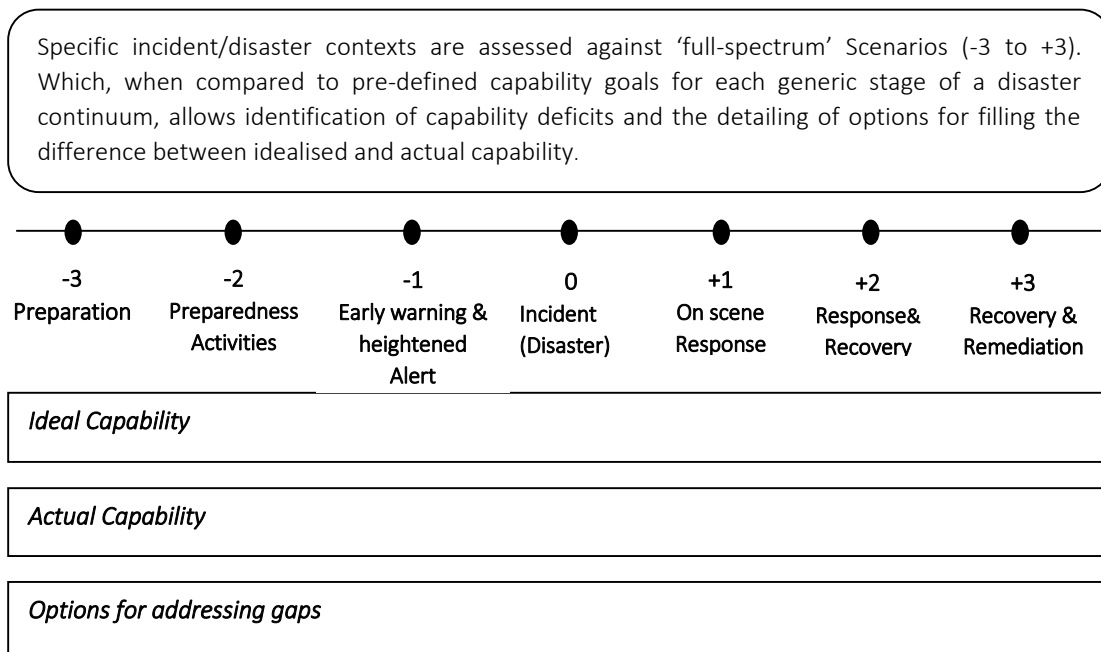 Specific incident/disaster contexts are assessed against ‘full-spectrum’ Scenarios (-3 to +3).
Which, when compared to pre-defined capability goals for each generic stage of a disaster
continuum, allows identification of capability deficits and the detailing of options for filling the
difference between idealised and actual capability.
-3
Preparation
-2
Preparedness
Activities
-1
Early warning &
heightened
Alert
0
Incident
(Disaster)
+1
On scene
Response
+2
Response&
Recovery
+3
Recovery &
Remediation
Ideal Capability
Actual Capability
Options for addressing gaps